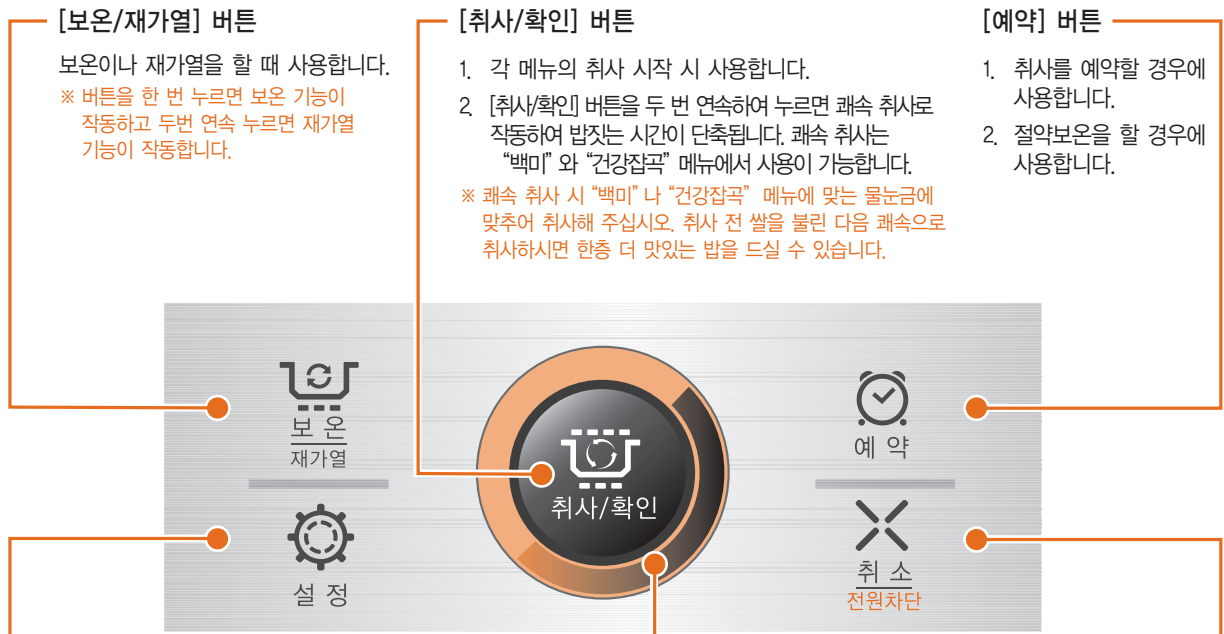 [보온/재가열] 버튼
보온이나 재가열을 할 때 사용합니다.
※ 버튼을 한 번 누르면 보온 기능이
작동하고 두번 연속 누르면 재가열
기능이 작동합니다.
[취사/확인] 버튼
1. 각 메뉴의 취사 시작 시 사용합니다.
2. [취사/확인] 버튼을 두 번 연속하여 누르면 쾌속 취사로
작동하여 밥짓는 시간이 단축됩니다. 쾌속 취사는
“백미” 와 “건강잡곡” 메뉴에서 사용이 가능합니다.
※ 쾌속 취사 시 “백미” 나 “건강잡곡” 메뉴에 맞는 물눈금에
맞추어 취사해 주십시오. 취사 전 쌀을 불린 다음 쾌속으로
취사하시면 한층 더 맛있는 밥을 드실 수 있습니다.
[예약] 버튼
1. 취사를 예약할 경우에
사용합니다.
2. 절약보온을 할 경우에
사용합니다.
보 온
재가열
설 정
취사/확인
예 약
취 소
전원차단